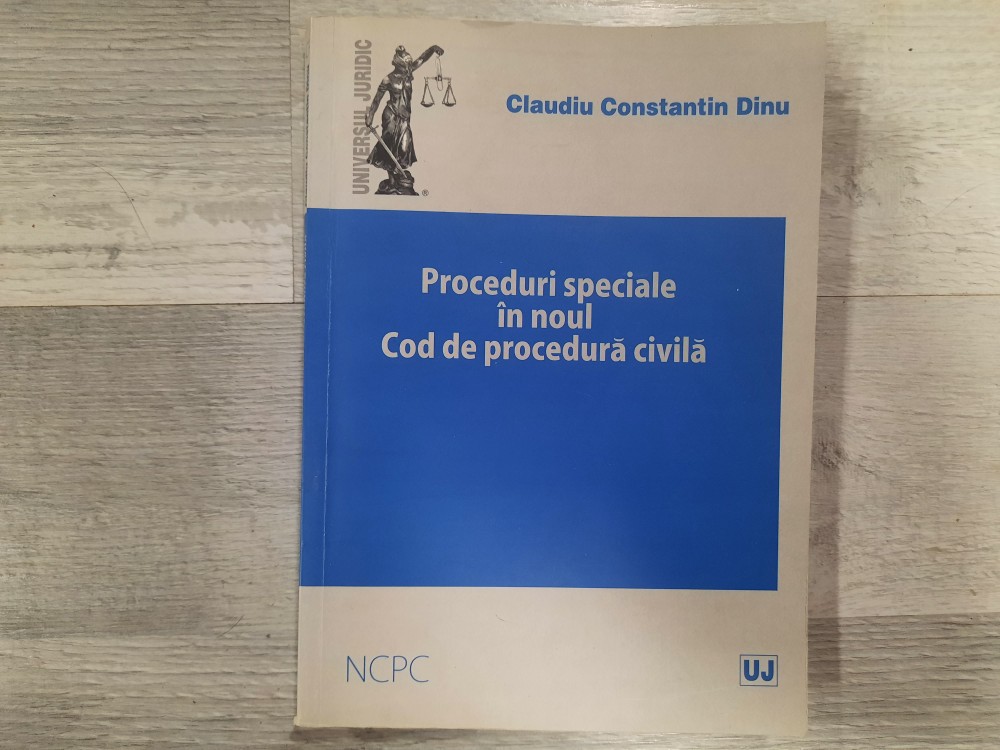 UNIVERSUL JURIDIC
®
Claudiu Constantin Dinu
Proceduri speciale
în noul
Cod de procedură civilă
NCPC
UJ